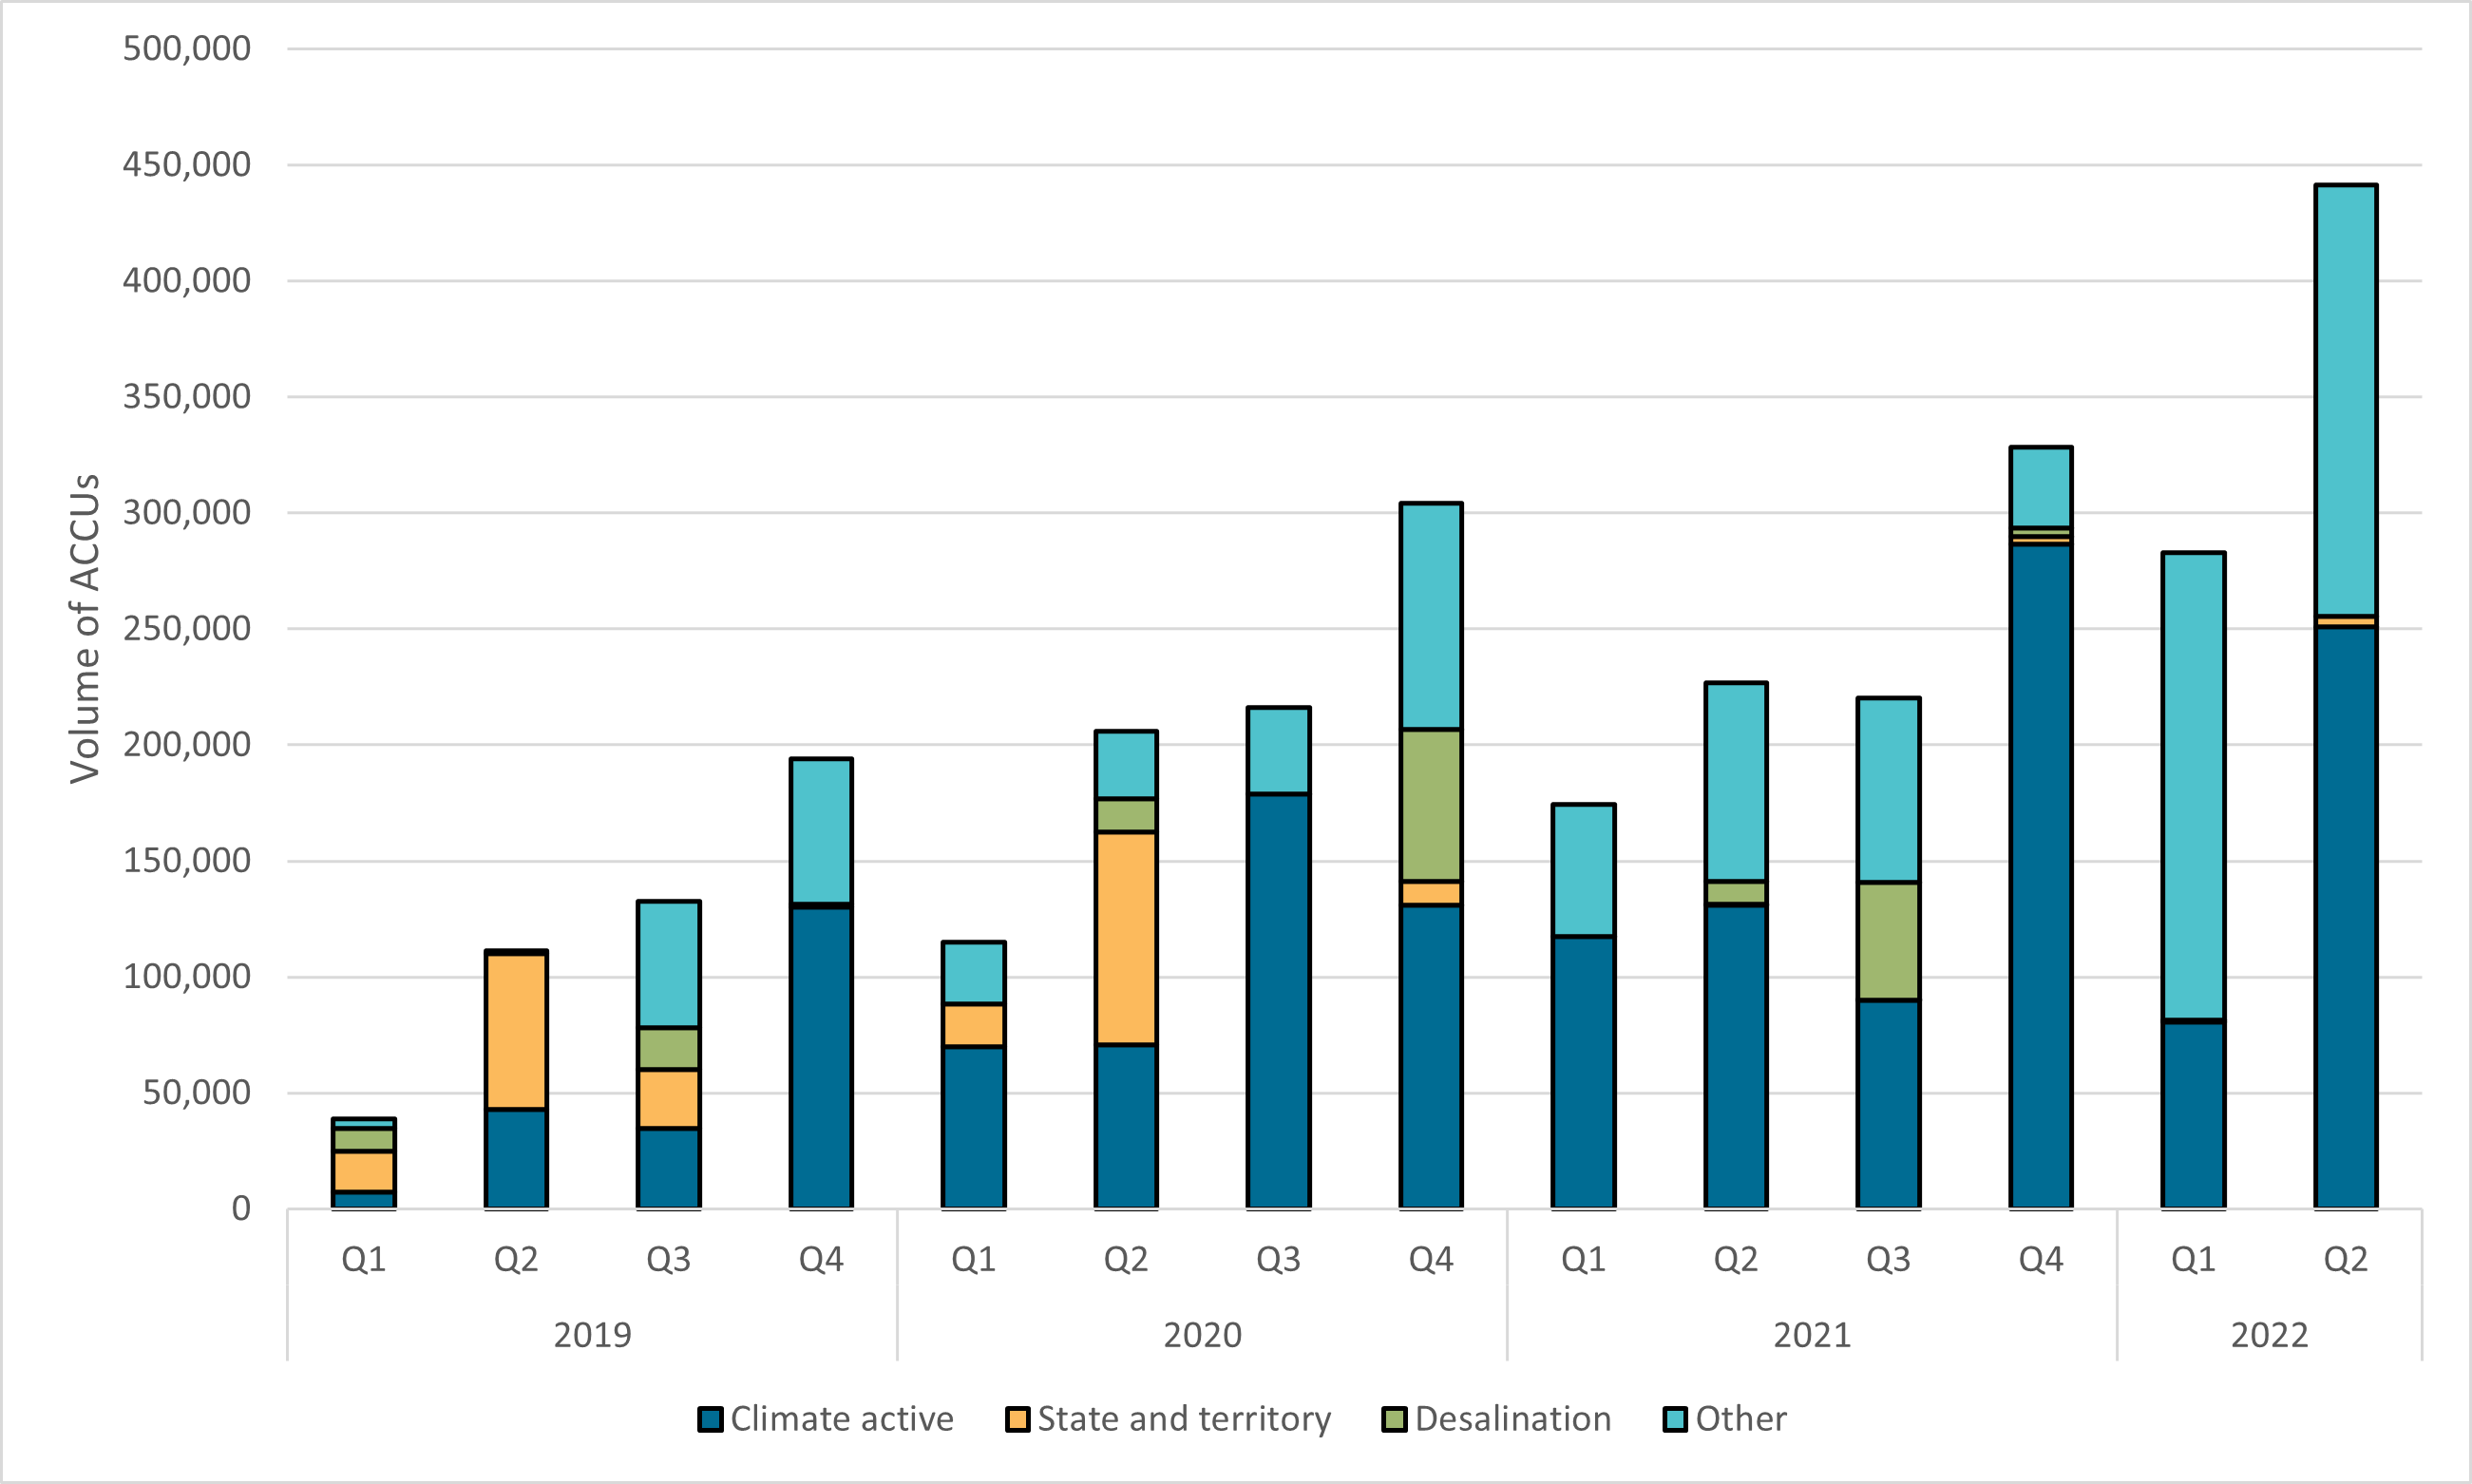 500,000
450,000
400,000
350,000
300,000
250,000
200,000
150,000
100,000
50,000
0
Volume of ACCUs
Q1 Q2 Q3 Q4 Q1 Q2 Q3 Q4 Q1 Q2 Q3 Q4 Q1 Q2
2019 2020 2021 2022
Climate active State and territory Desalination Other